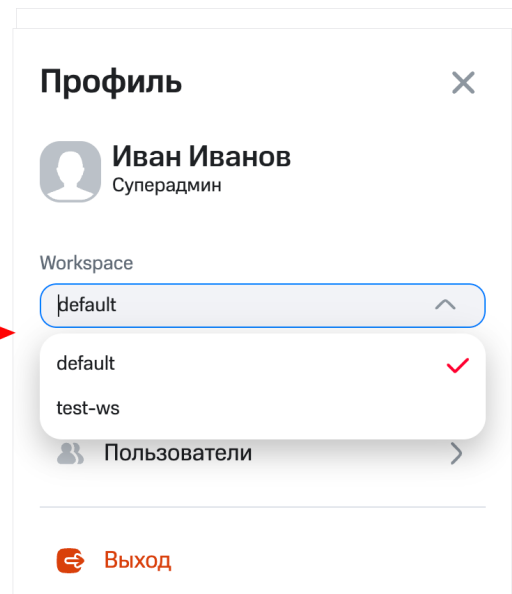 Профиль
Иван Иванов
Суперадмин
Workspace
default
default
test-ws
Пользователи
Выход